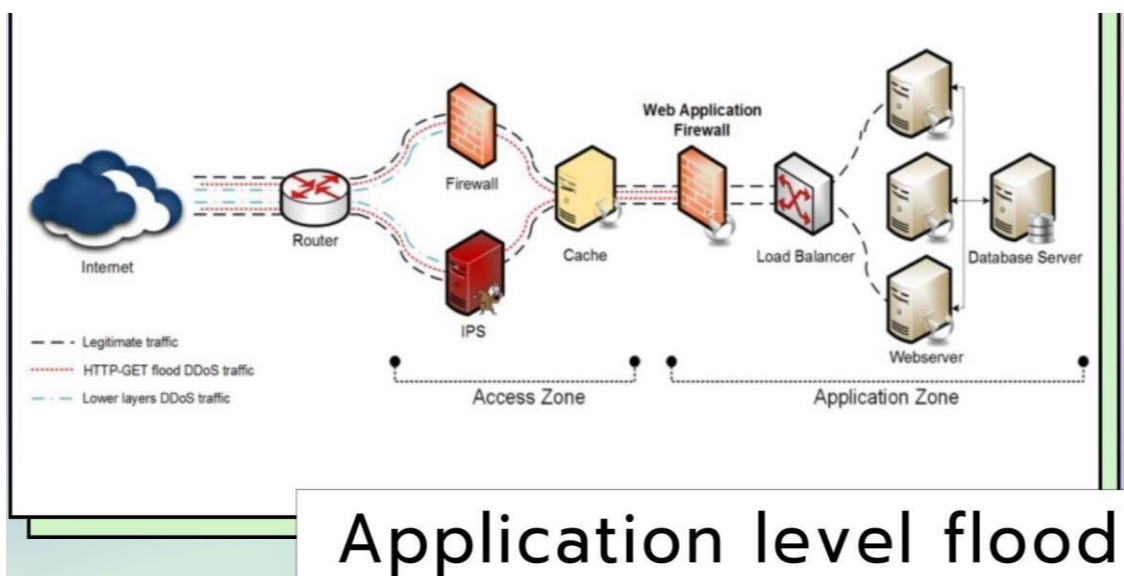 Web Application
Firewall
Firewall
Router
Internet
Cache
Load Balancer
Database Server
IPS
Webserver
Legitimate traffic
HTTP-GET flood DDoS traffic
Lower layers DDoS traffic
Access Zone
Application Zone
Application level flood